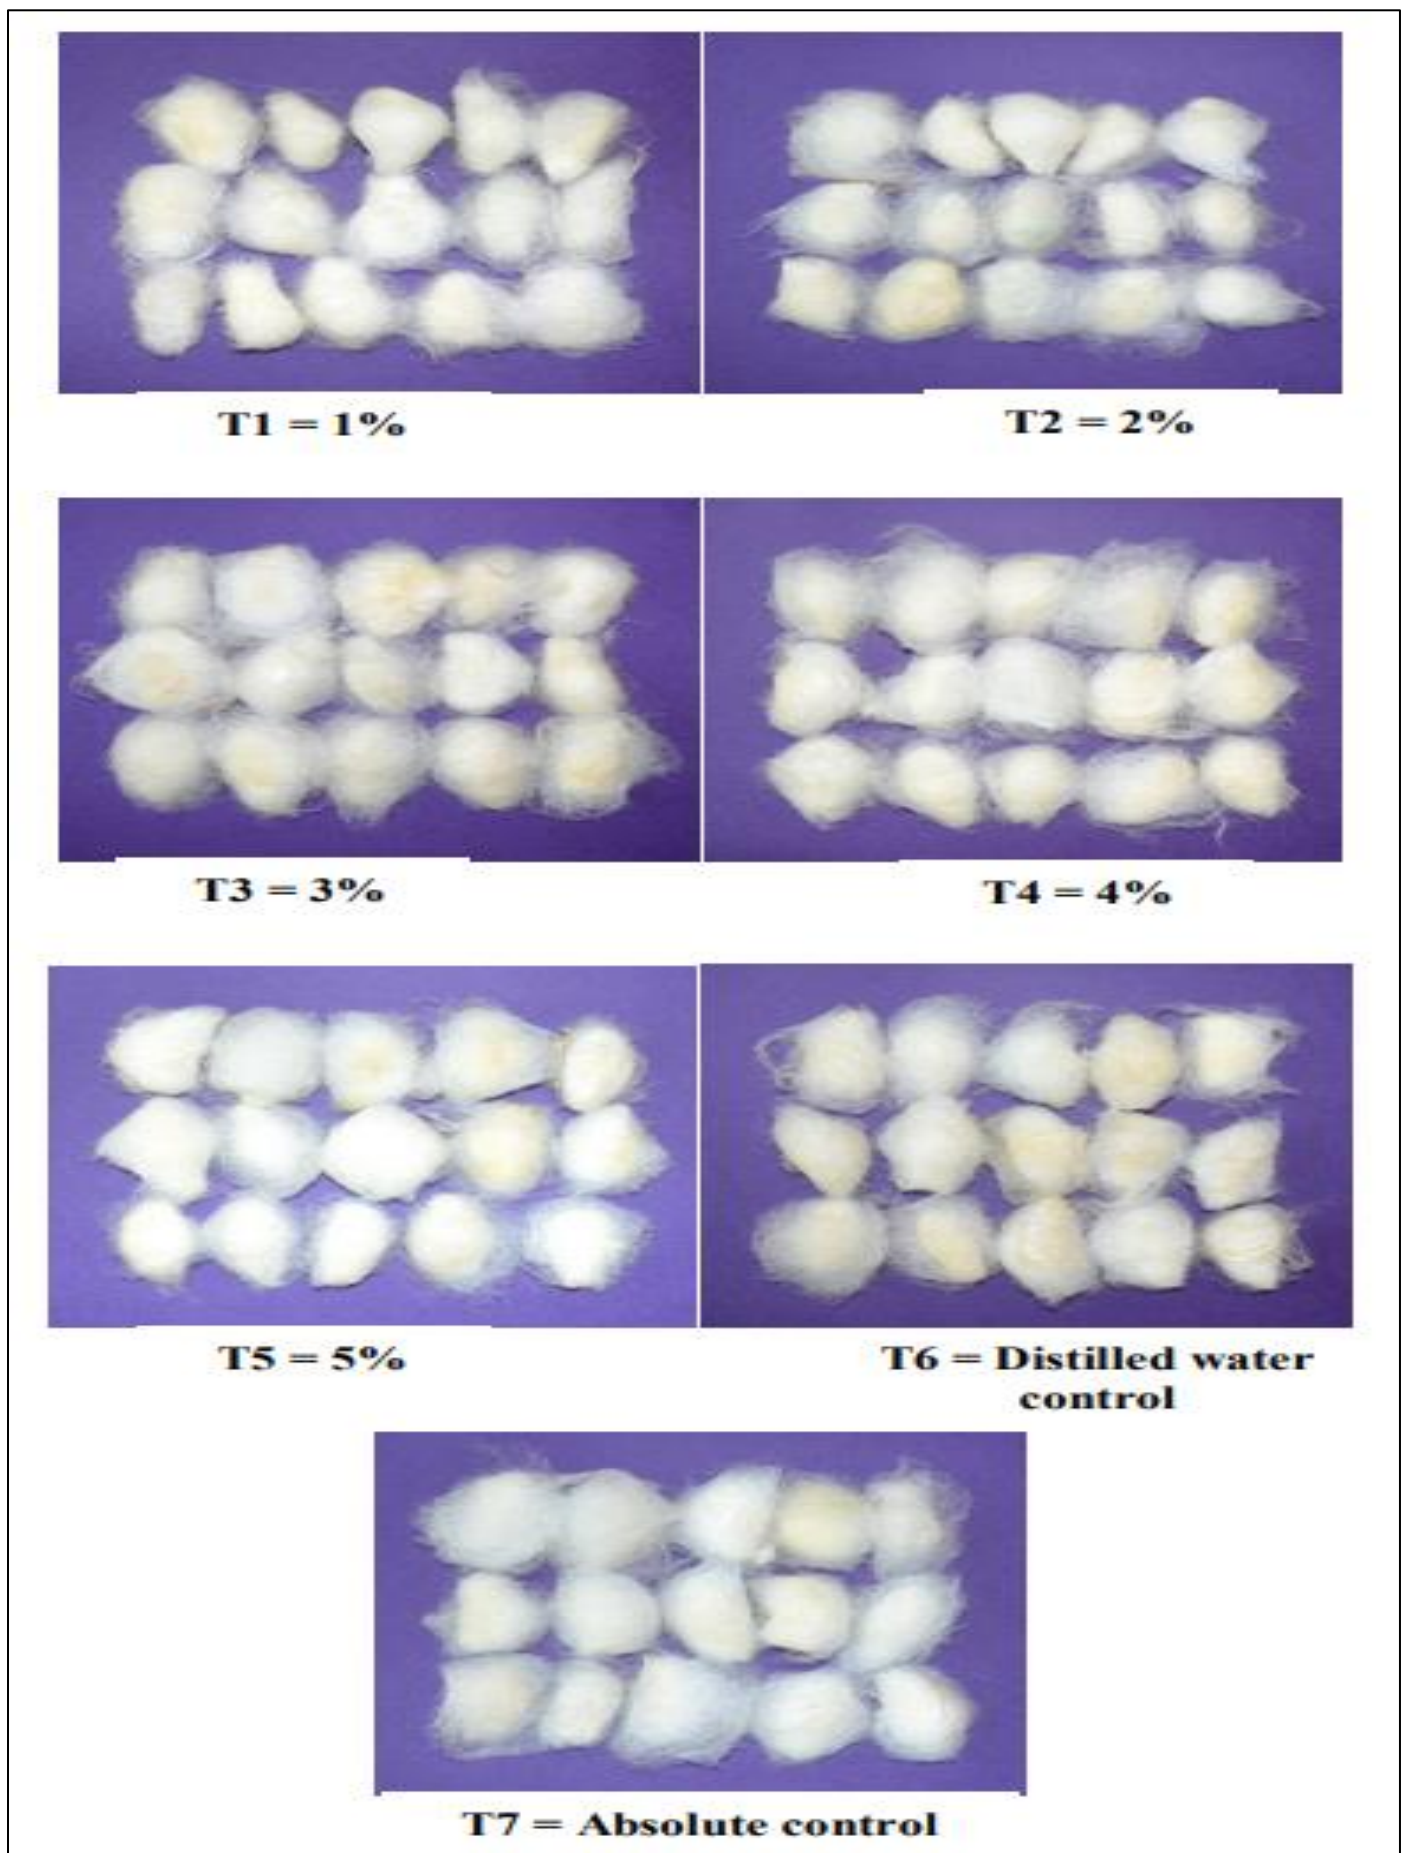 T1 = 1%
T2 = 2%
T3 = 3%
T4 = 4%
T5 = 5%
T6 = Distilled water
control
T7 = Absolute control